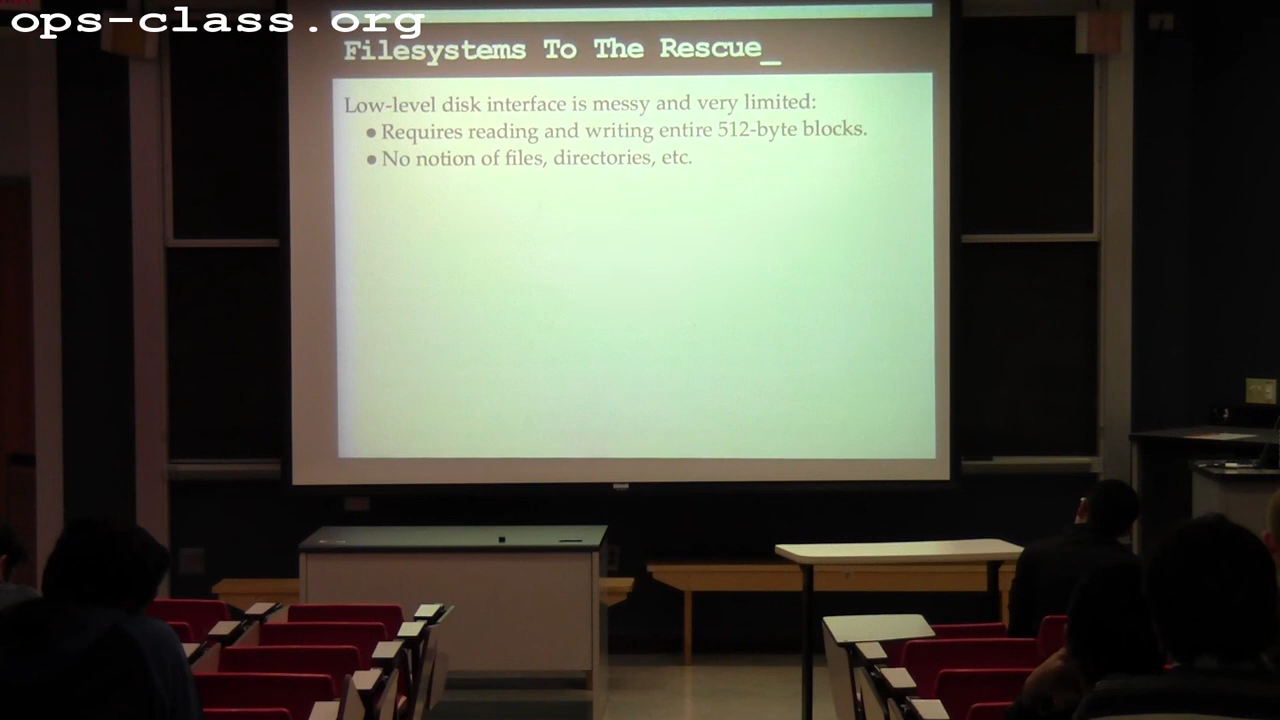 ops-class.org
Filesystems To The Rescue_
Low-level disk interface is messy and very limited:
● Requires reading and writing entire 512-byte blocks.
● No notion of files, directories, etc.